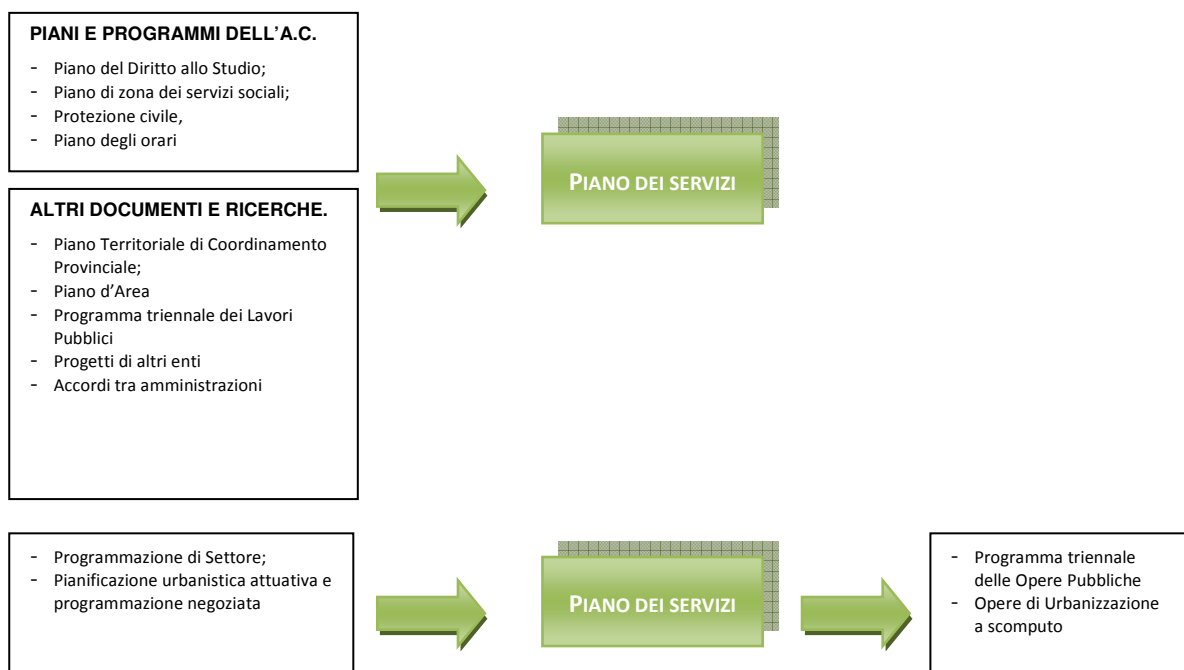 PIANI E PROGRAMMI DELL’A.C.
- Piano del Diritto allo Studio;
- Piano di zona dei servizi sociali;
- Protezione civile,
- Piano degli orari
ALTRI DOCUMENTI E RICERCHE.
- Piano Territoriale di Coordinamento
Provinciale;
- Piano d’Area
- Programma triennale dei Lavori
Pubblici
- Progetti di altri enti
- Accordi tra amministrazioni
PIANO DEI SERVIZI
- Programmazione di Settore;
- Pianificazione urbanistica attuativa e
programmazione negoziata
PIANO DEI SERVIZI
- Programma triennale
delle Opere Pubbliche
- Opere di Urbanizzazione
a scomputo